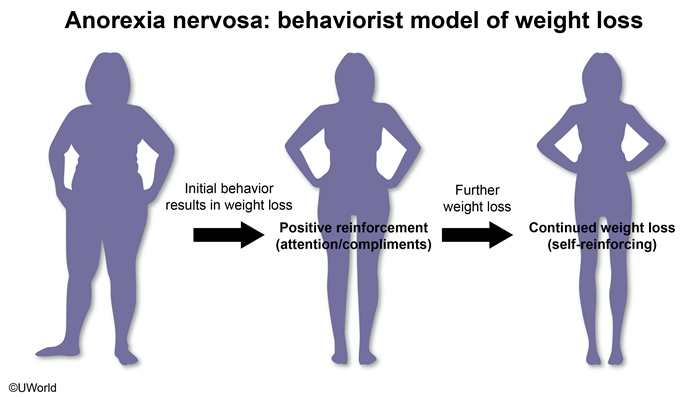 Anorexia nervosa: behaviorist model of weight loss
Initial behavior
results in weight loss
Positive reinforcement
(attention/compliments)
Further
weight loss
Continued weight loss
(self-reinforcing)
©UWorld